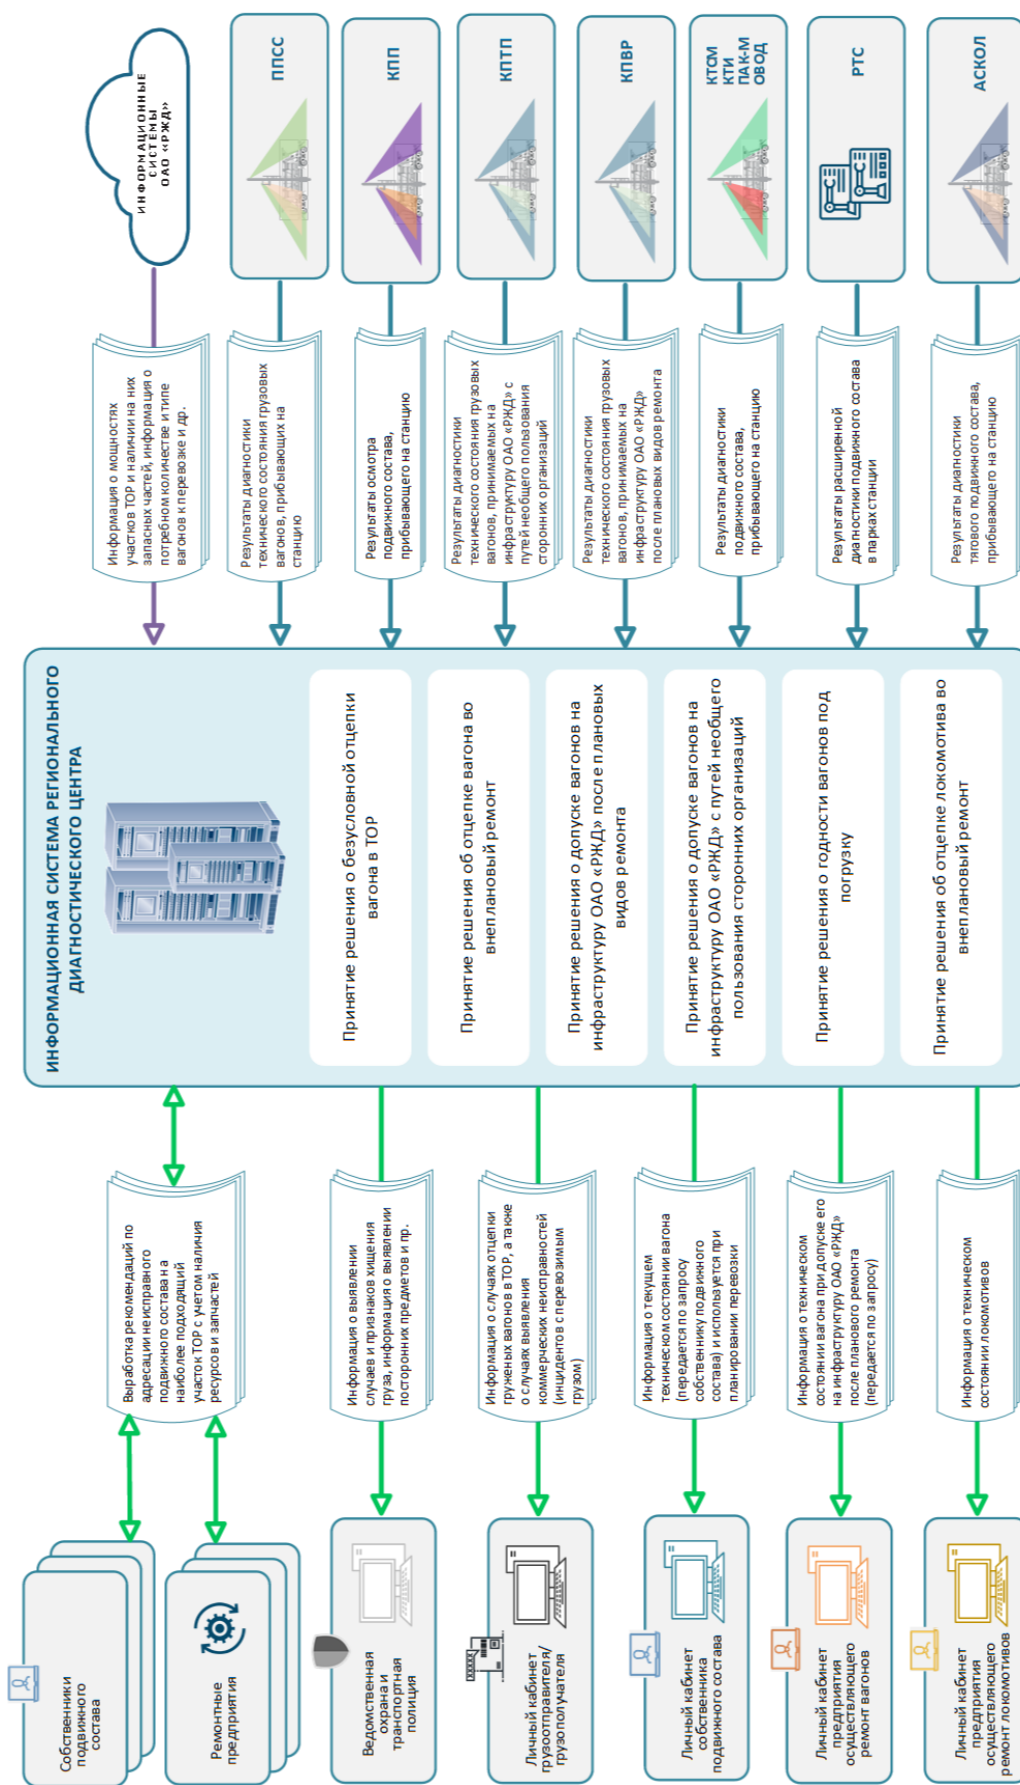 ИНФОРМАЦИОННЫЕ
СИСТЕМЫ
ОАО «РЖД»
ППСС
КПП
КПТП
КПВР
КТСМ
КТИ
ПАК-М
ОВОД
РТС
АСКОЛ
Информация о мощностях
участков ТОР и наличии на них
запасных частей, информация о
потребном количестве и типе
вагонов к перевозке и др.
Результаты диагностики
технического состояния грузовых
вагонов, прибывающих на
станцию
Результаты осмотра
подвижного состава,
прибывающего на станцию
Результаты диагностики
технического состояния грузовых
вагонов, принимаемых на
инфраструктуру ОАО «РЖД» с
путей необщего пользования
сторонних организаций
Результаты диагностики
технического состояния грузовых
вагонов, принимаемых на
инфраструктуру ОАО «РЖД»
после плановых видов ремонта
Результаты диагностики
подвижного состава,
прибывающего на станцию
Результаты расширенной
диагностики подвижного состава
в парках станции
Результаты диагностики
тягового подвижного состава,
прибывающего на станцию
ИНФОРМАЦИОННАЯ СИСТЕМА РЕГИОНАЛЬНОГО
ДИАГНОСТИЧЕСКОГО ЦЕНТРА
Принятие решения о безусловной отцепки
вагона в ТОР
Принятие решения об отцепке вагона во
внеплановый ремонт
Принятие решения о допуске вагонов на
инфраструктуру ОАО «РЖД» после плановых
видов ремонта
Принятие решения о допуске вагонов на
инфраструктуру ОАО «РЖД» с путей необщего
пользования сторонних организаций
Принятие решения о годности вагонов под
погрузку
Принятие решения об отцепке локомотива во
внеплановый ремонт
Выработка рекомендаций по
адресации неисправного
подвижного состава на
наиболее подходящий
участок ТОР с учетом наличия
ресурсов и запчастей
Информация о выявлении
случаев и признаков хищения
груза, информация о выявлении
посторонних предметов и пр.
Информация о случаях отцепки
груженых вагонов в ТОР, а также
о случаях выявления
коммерческих неисправностей
(инцидентов с перевозимым
грузом)
Информация о текущем
техническом состоянии вагона
(передается по запросу
собственнику подвижного
состава) и используется при
планировании перевозки
Информация о техническом
состоянии вагона при допуске его
на инфраструктуру ОАО «РЖД»
после планового ремонта
(передается по запросу)
Информация о техническом
состоянии локомотивов
Собственники
подвижного
состава
Ремонтные
предприятия
Ведомственная
охрана и
транспортная
полиция
Личный кабинет
грузоотправителя/
грузополучателя
Личный кабинет
собственника
подвижного состава
Личный кабинет
предприятия
осуществляющего
ремонт вагонов
Личный кабинет
предприятия
осуществляющего
ремонт локомотивов